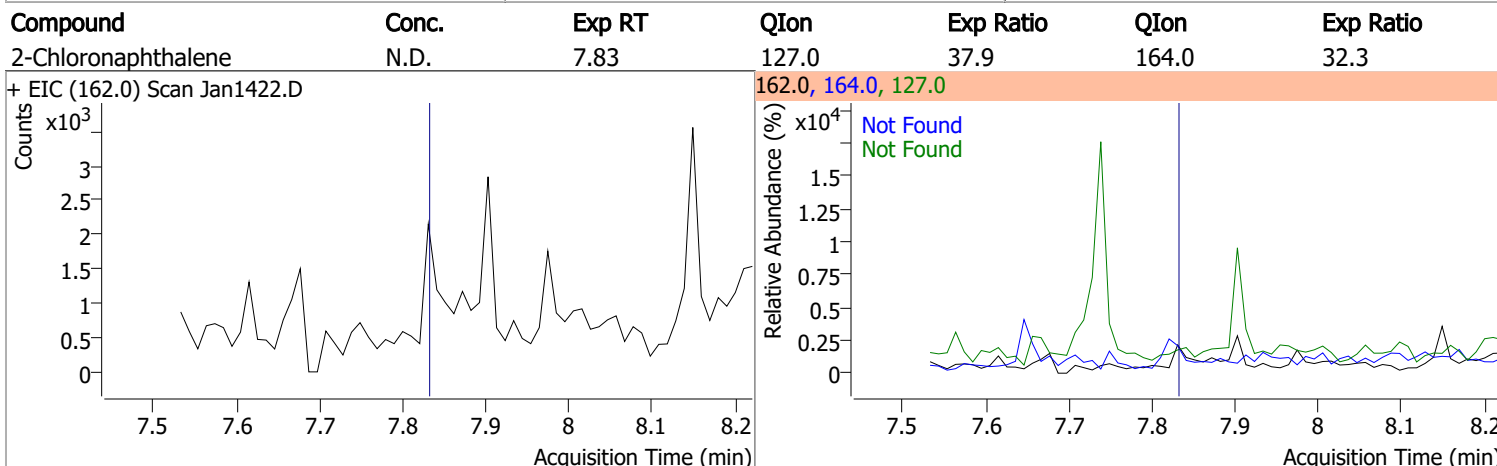 Compound Conc. Exp RT QIon Exp Ratio QIon Exp Ratio
2-Chloronaphthalene N.D. 7.83 127.0 37.9 164.0 32.3
+ EIC (162.0) Scan Jan1422.D
162.0, 164.0, 127.0
Counts
x10³
3
2.5
2
1.5
1
0.5
0
7.5 7.6 7.7 7.8 7.9 8 8.1 8.2
Acquisition Time (min)
Relative Abundance (%)
x10⁴
Not Found
Not Found
1.5
1.25
1
0.75
0.5
0.25
0
7.5 7.6 7.7 7.8 7.9 8 8.1 8.2
Acquisition Time (min)